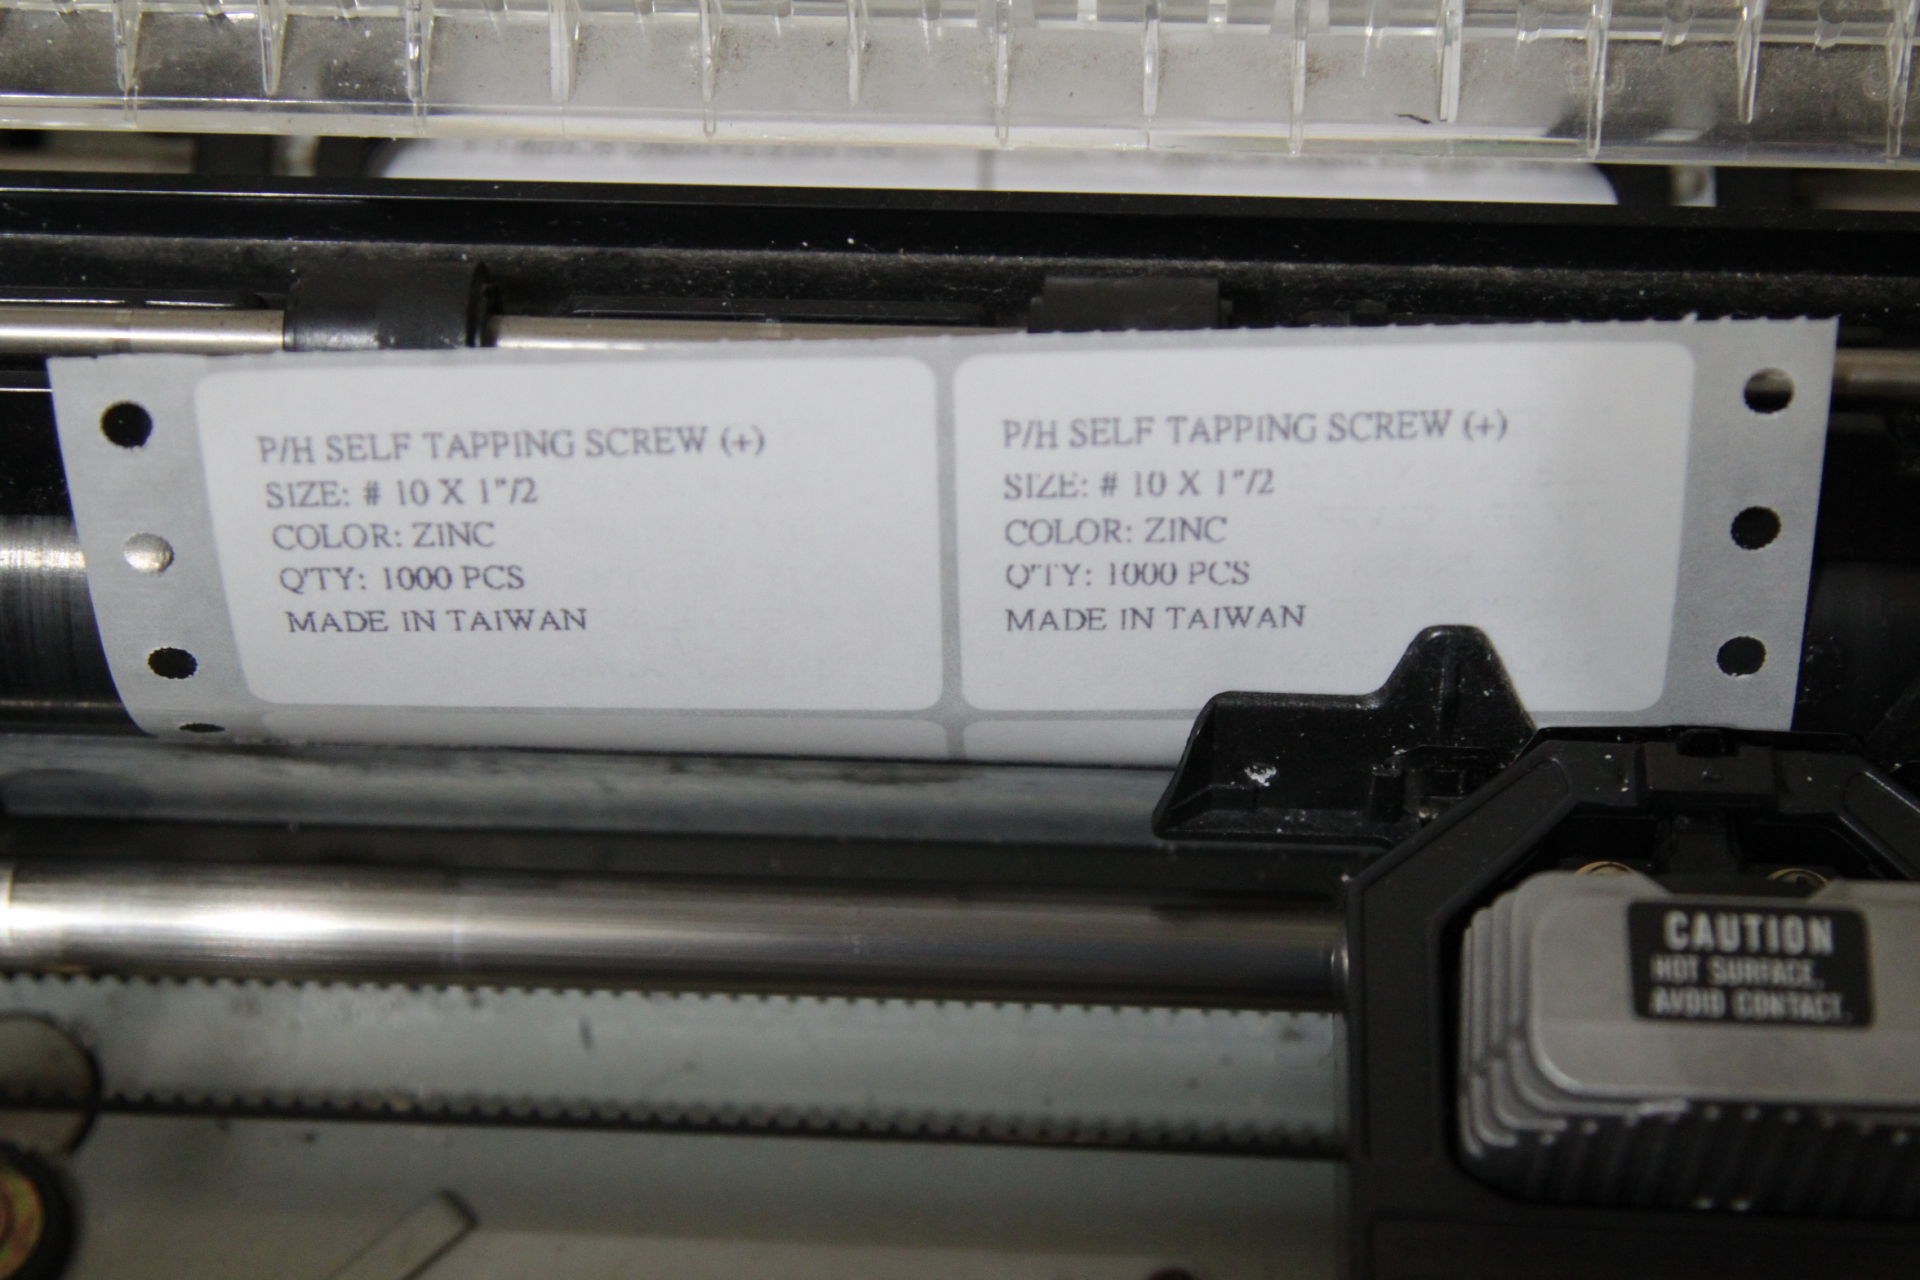 P/H SELF TAPPING SCREW (+)
SIZE: # 10 X 1"/2
COLOR: ZINC
Q'TY: 1000 PCS
MADE IN TAIWAN
P/H SELF TAPPING SCREW (+)
SIZE: # 10 X 1"/2
COLOR: ZINC
Q'TY: 1000 PCS
MADE IN TAIWAN
CAUTION
HOT SURFACE.
AVOID CONTACT.